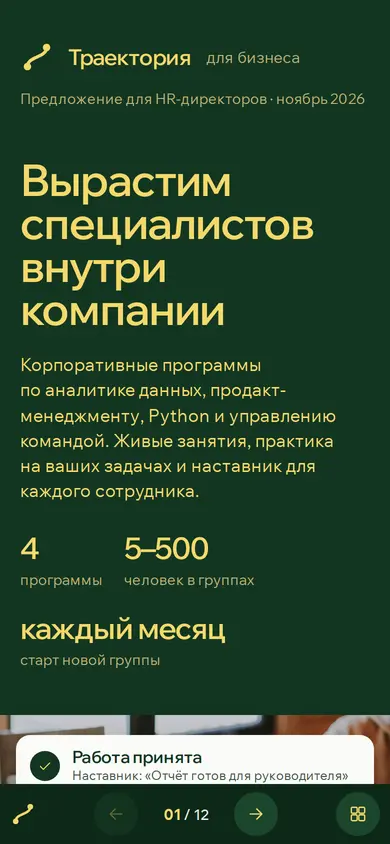 Траектория для бизнеса
Предложение для HR-директоров · ноябрь 2026
Вырастим
специалистов
внутри
компании
Корпоративные программы
по аналитике данных, продакт-
менеджменту, Python и управлению
командой. Живые занятия, практика
на ваших задачах и наставник для
каждого сотрудника.
4 5–500
программы человек в группах
каждый месяц
старт новой группы
Работа принята
Наставник: «Отчёт готов для руководителя»
01 / 12